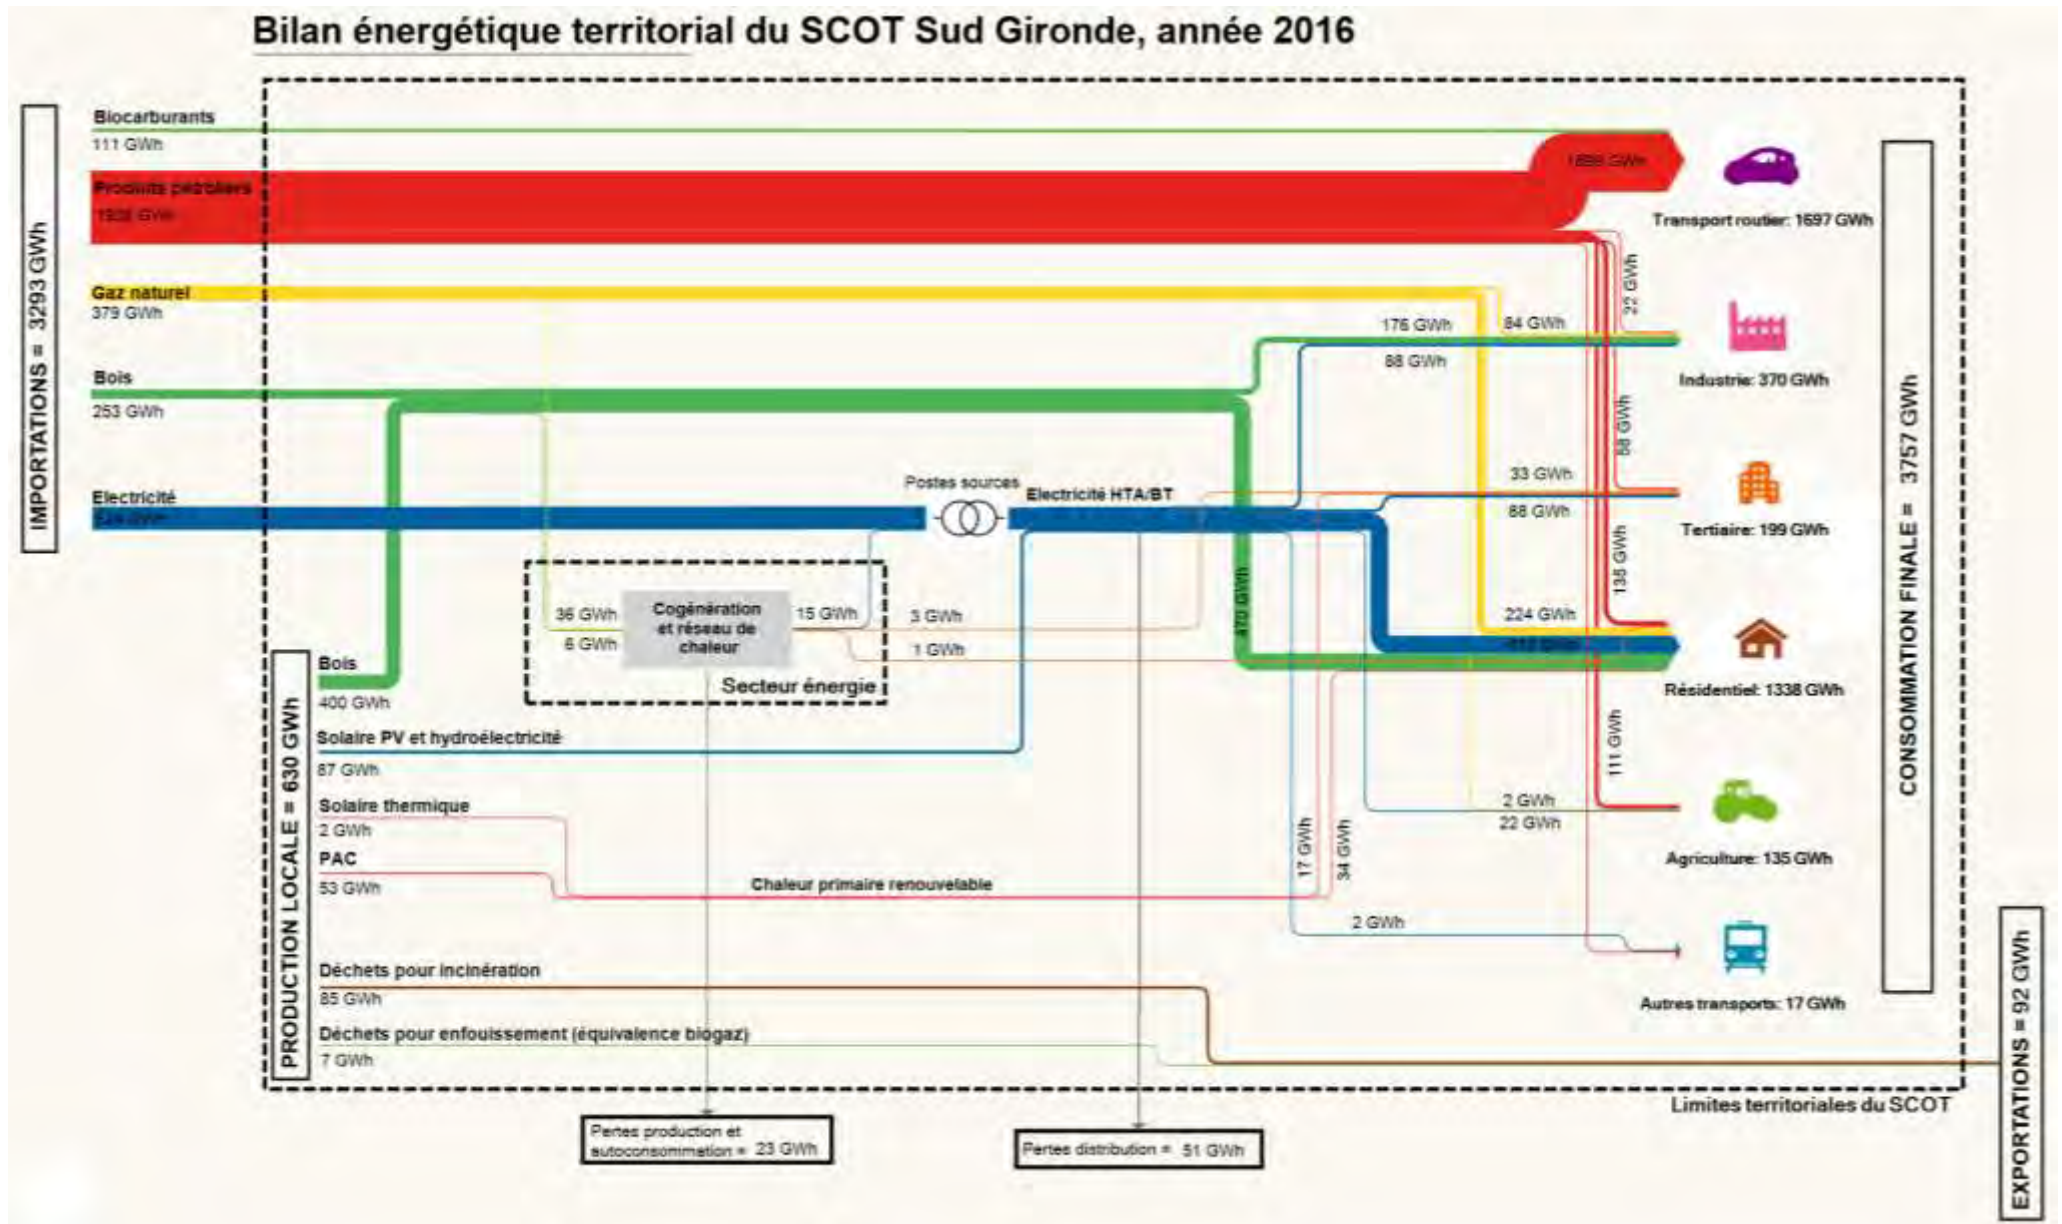 Bilan énergétique territorial du SCOT Sud Gironde, année 2016
IMPORTATIONS = 3293 GWh
Biocarburants
111 GWh
Produits pétroliers
GWh
Gaz naturel
379 GWh
Bois
253 GWh
Electricité
GWh
PRODUCTION LOCALE = 630 GWh
Bois
400 GWh
Solaire PV et hydroélectricité
87 GWh
Solaire thermique
2 GWh
PAC
53 GWh
Déchets pour incinération
85 GWh
Déchets pour enfouissement (équivalence biogaz)
7 GWh
36 GWh
6 GWh
Cogénération
et réseau de
chaleur
15 GWh
Secteur énergie
3 GWh
1 GWh
Postes sources
Electricité HTA/BT
Chaleur primaire renouvelable
470 GWh
176 GWh
84 GWh
88 GWh
22 GWh
GWh
33 GWh
88 GWh
135 GWh
224 GWh
GWh
111 GWh
2 GWh
22 GWh
17 GWh
34 GWh
2 GWh
GWh
Transport routier: 1697 GWh
Industrie: 370 GWh
Tertiaire: 199 GWh
Résidentiel: 1338 GWh
Agriculture: 135 GWh
Autres transports: 17 GWh
CONSOMMATION FINALE = 3757 GWh
EXPORTATIONS = 92 GWh
Limites territoriales du SCOT
Pertes production et
autoconsommation = 23 GWh
Pertes distribution = 51 GWh